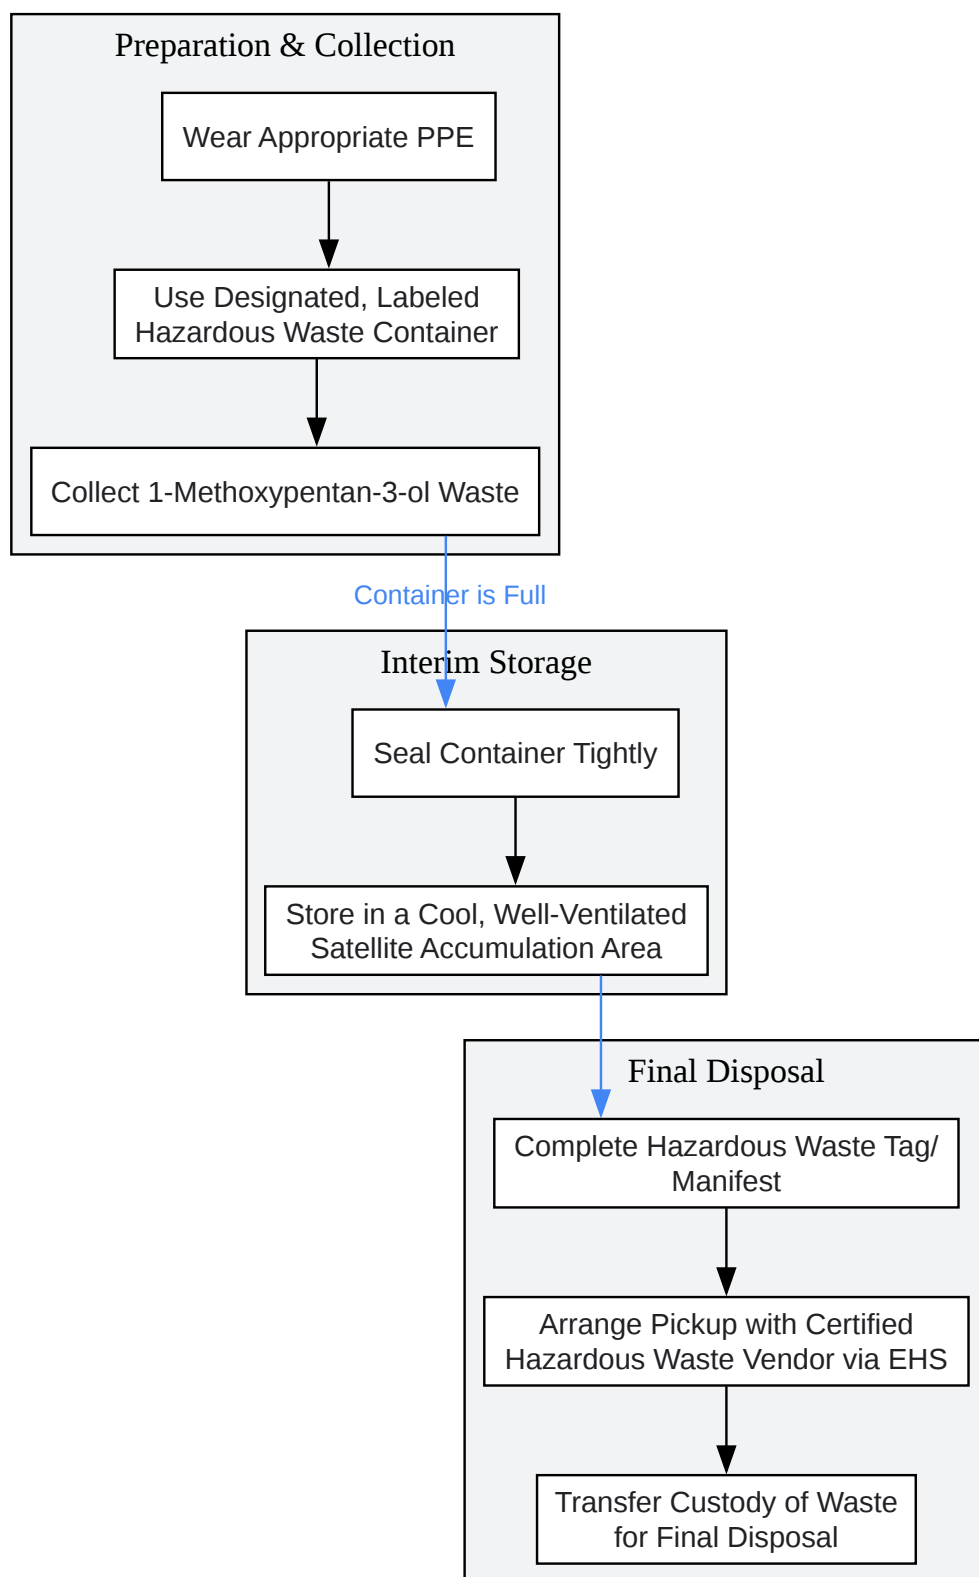 Preparation & Collection
Wear Appropriate PPE
Use Designated, Labeled
Hazardous Waste Container
Collect 1-Methoxypentan-3-ol Waste
Container is Full
Interim Storage
Seal Container Tightly
Store in a Cool, Well-Ventilated
Satellite Accumulation Area
Final Disposal
Complete Hazardous Waste Tag/
Manifest
Arrange Pickup with Certified
Hazardous Waste Vendor via EHS
Transfer Custody of Waste
for Final Disposal